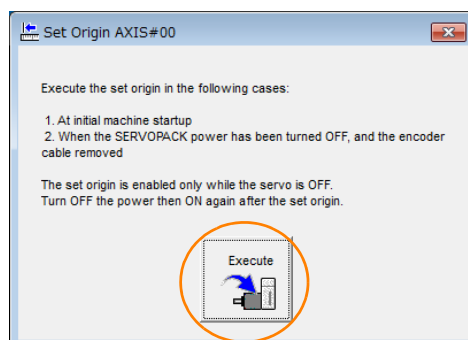 Set Origin AXIS#00
Execute the set origin in the following cases:
1. At initial machine startup
2. When the SERVOPACK power has been turned OFF, and the encoder
cable removed
The set origin is enabled only while the servo is OFF.
Turn OFF the power then ON again after the set origin.
Execute